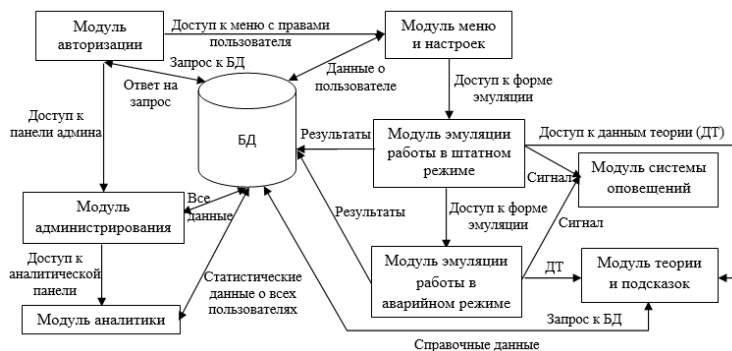 Модуль
авторизации
Доступ к меню с правами
пользователя
Модуль меню
и настроек
Запрос к БД
Ответ на
запрос
Данные о
пользователе
Доступ к форме
эмуляции
Доступ к
панели админа
БД
Результаты
Модуль эмуляции
работы в штатном
режиме
Доступ к данным теории (ДТ)
Сигнал
Модуль системы
оповещений
Модуль
администрирования
Все
данные
Результаты
Доступ к форме
эмуляции
Сигнал
Доступ к
аналитической
панели
Статистические
данные о всех
пользователях
Модуль эмуляции
работы в
аварийном режиме
ДТ
Модуль теории
и подсказок
Модуль аналитики
Запрос к БД
Справочные данные